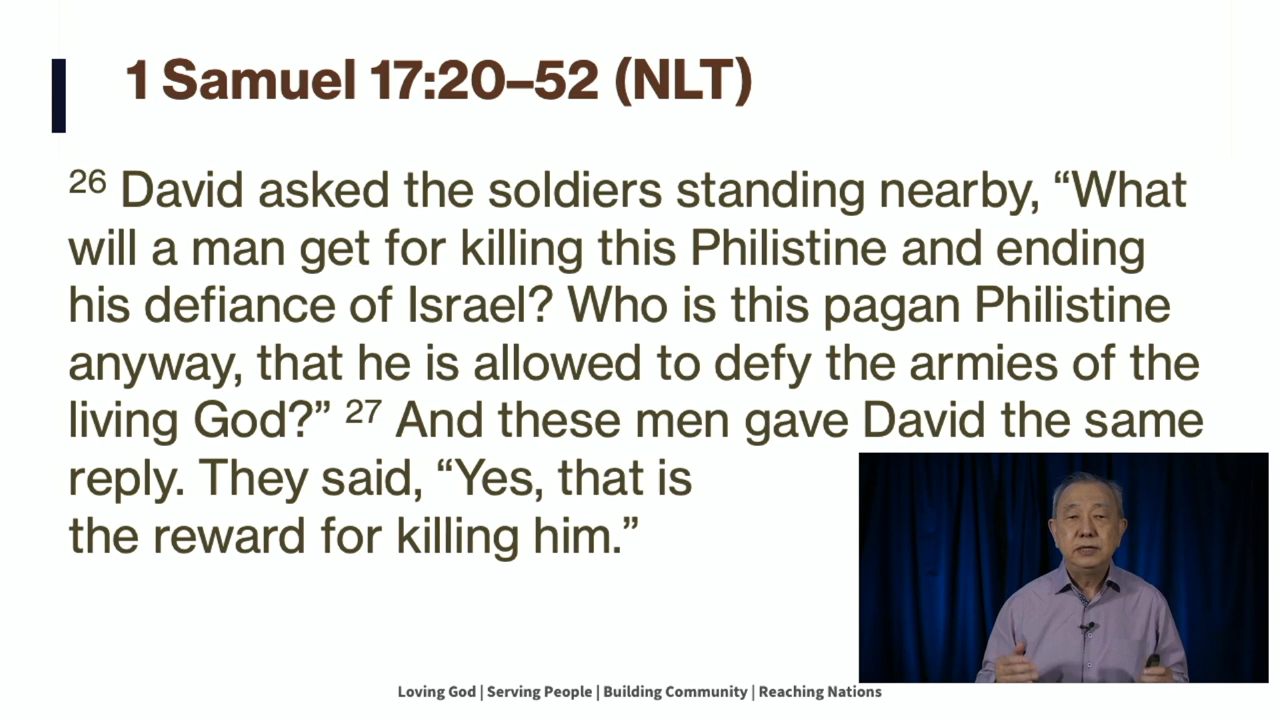 1 Samuel 17:20–52 (NLT)
26 David asked the soldiers standing nearby, “What
will a man get for killing this Philistine and ending
his defiance of Israel? Who is this pagan Philistine
anyway, that he is allowed to defy the armies of the
living God?” 27 And these men gave David the same
reply. They said, “Yes, that is
the reward for killing him.”
Loving God | Serving People | Building Community | Reaching Nations